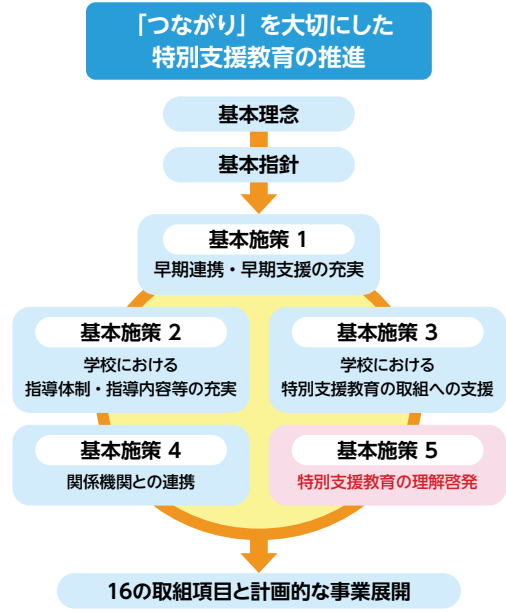 「つながり」を大切にした
特別支援教育の推進
基本理念
基本指針
基本施策 1
早期連携・早期支援の充実
基本施策 2
学校における
指導体制・指導内容等の充実
基本施策 3
学校における
特別支援教育の取組への支援
基本施策 4
関係機関との連携
基本施策 5
特別支援教育の理解啓発
16の取組項目と計画的な事業展開